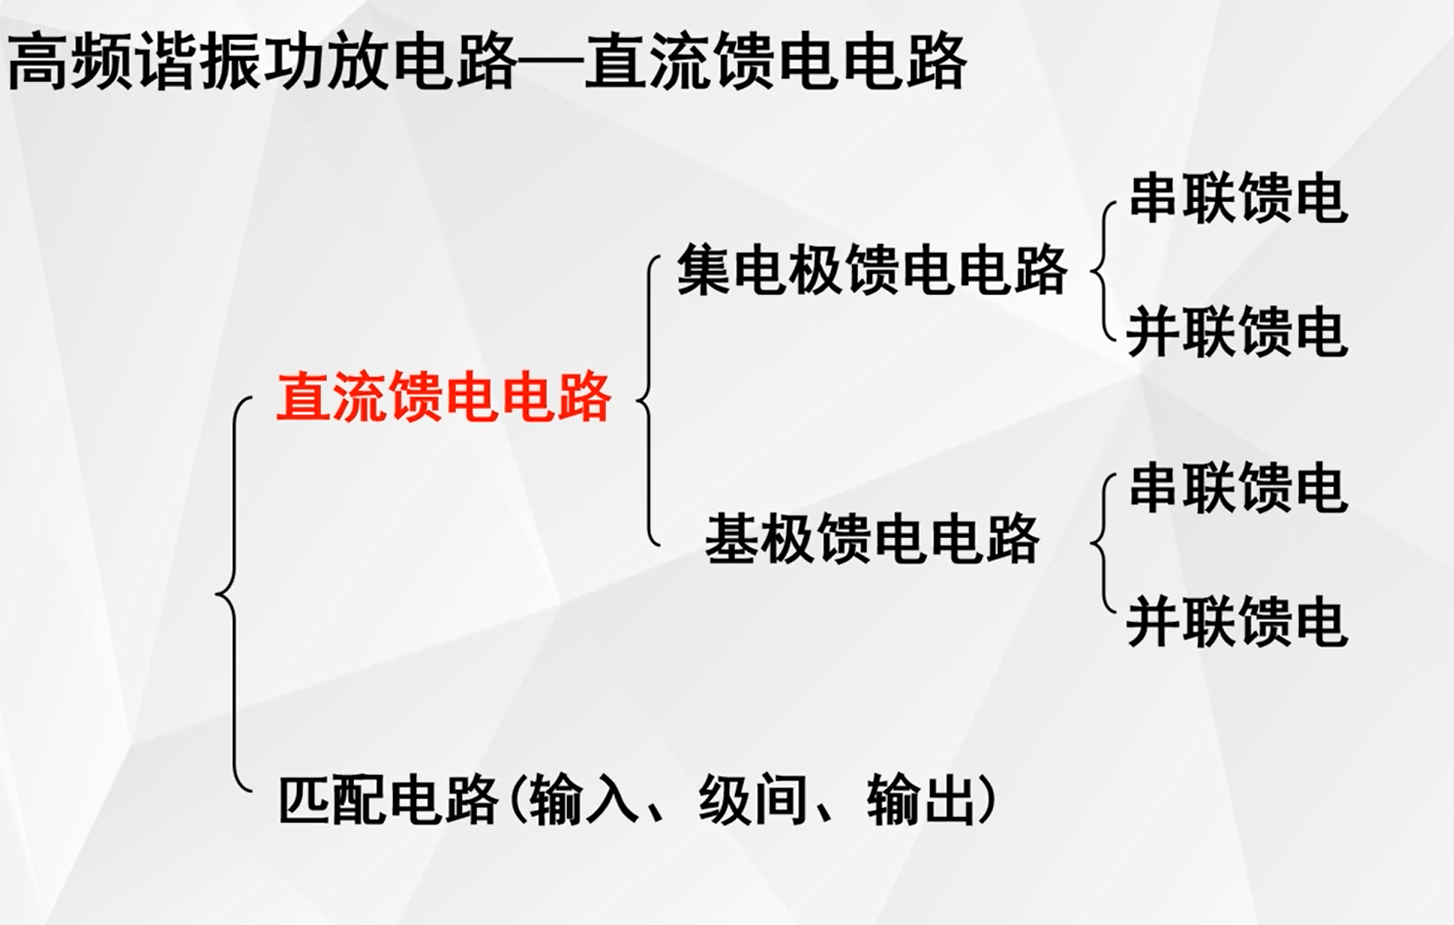 高频谐振功放电路—直流馈电电路
串联馈电
集电极馈电电路
并联馈电
直流馈电电路
串联馈电
基极馈电电路
并联馈电
匹配电路(输入、级间、输出)